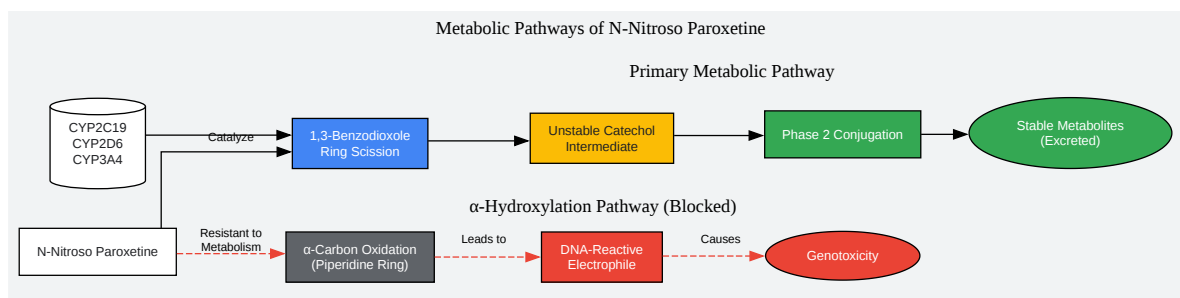 Metabolic Pathways of N-Nitroso Paroxetine
Primary Metabolic Pathway
CYP2C19
CYP2D6
CYP3A4
Catalyze
1,3-Benzodioxole
Ring Scission
Unstable Catechol
Intermediate
Phase 2 Conjugation
Stable Metabolites
(Excreted)
α-Hydroxylation Pathway (Blocked)
N-Nitroso Paroxetine
Resistant to
Metabolism
α-Carbon Oxidation
(Piperidine Ring)
Leads to
DNA-Reactive
Electrophile
Causes
Genotoxicity